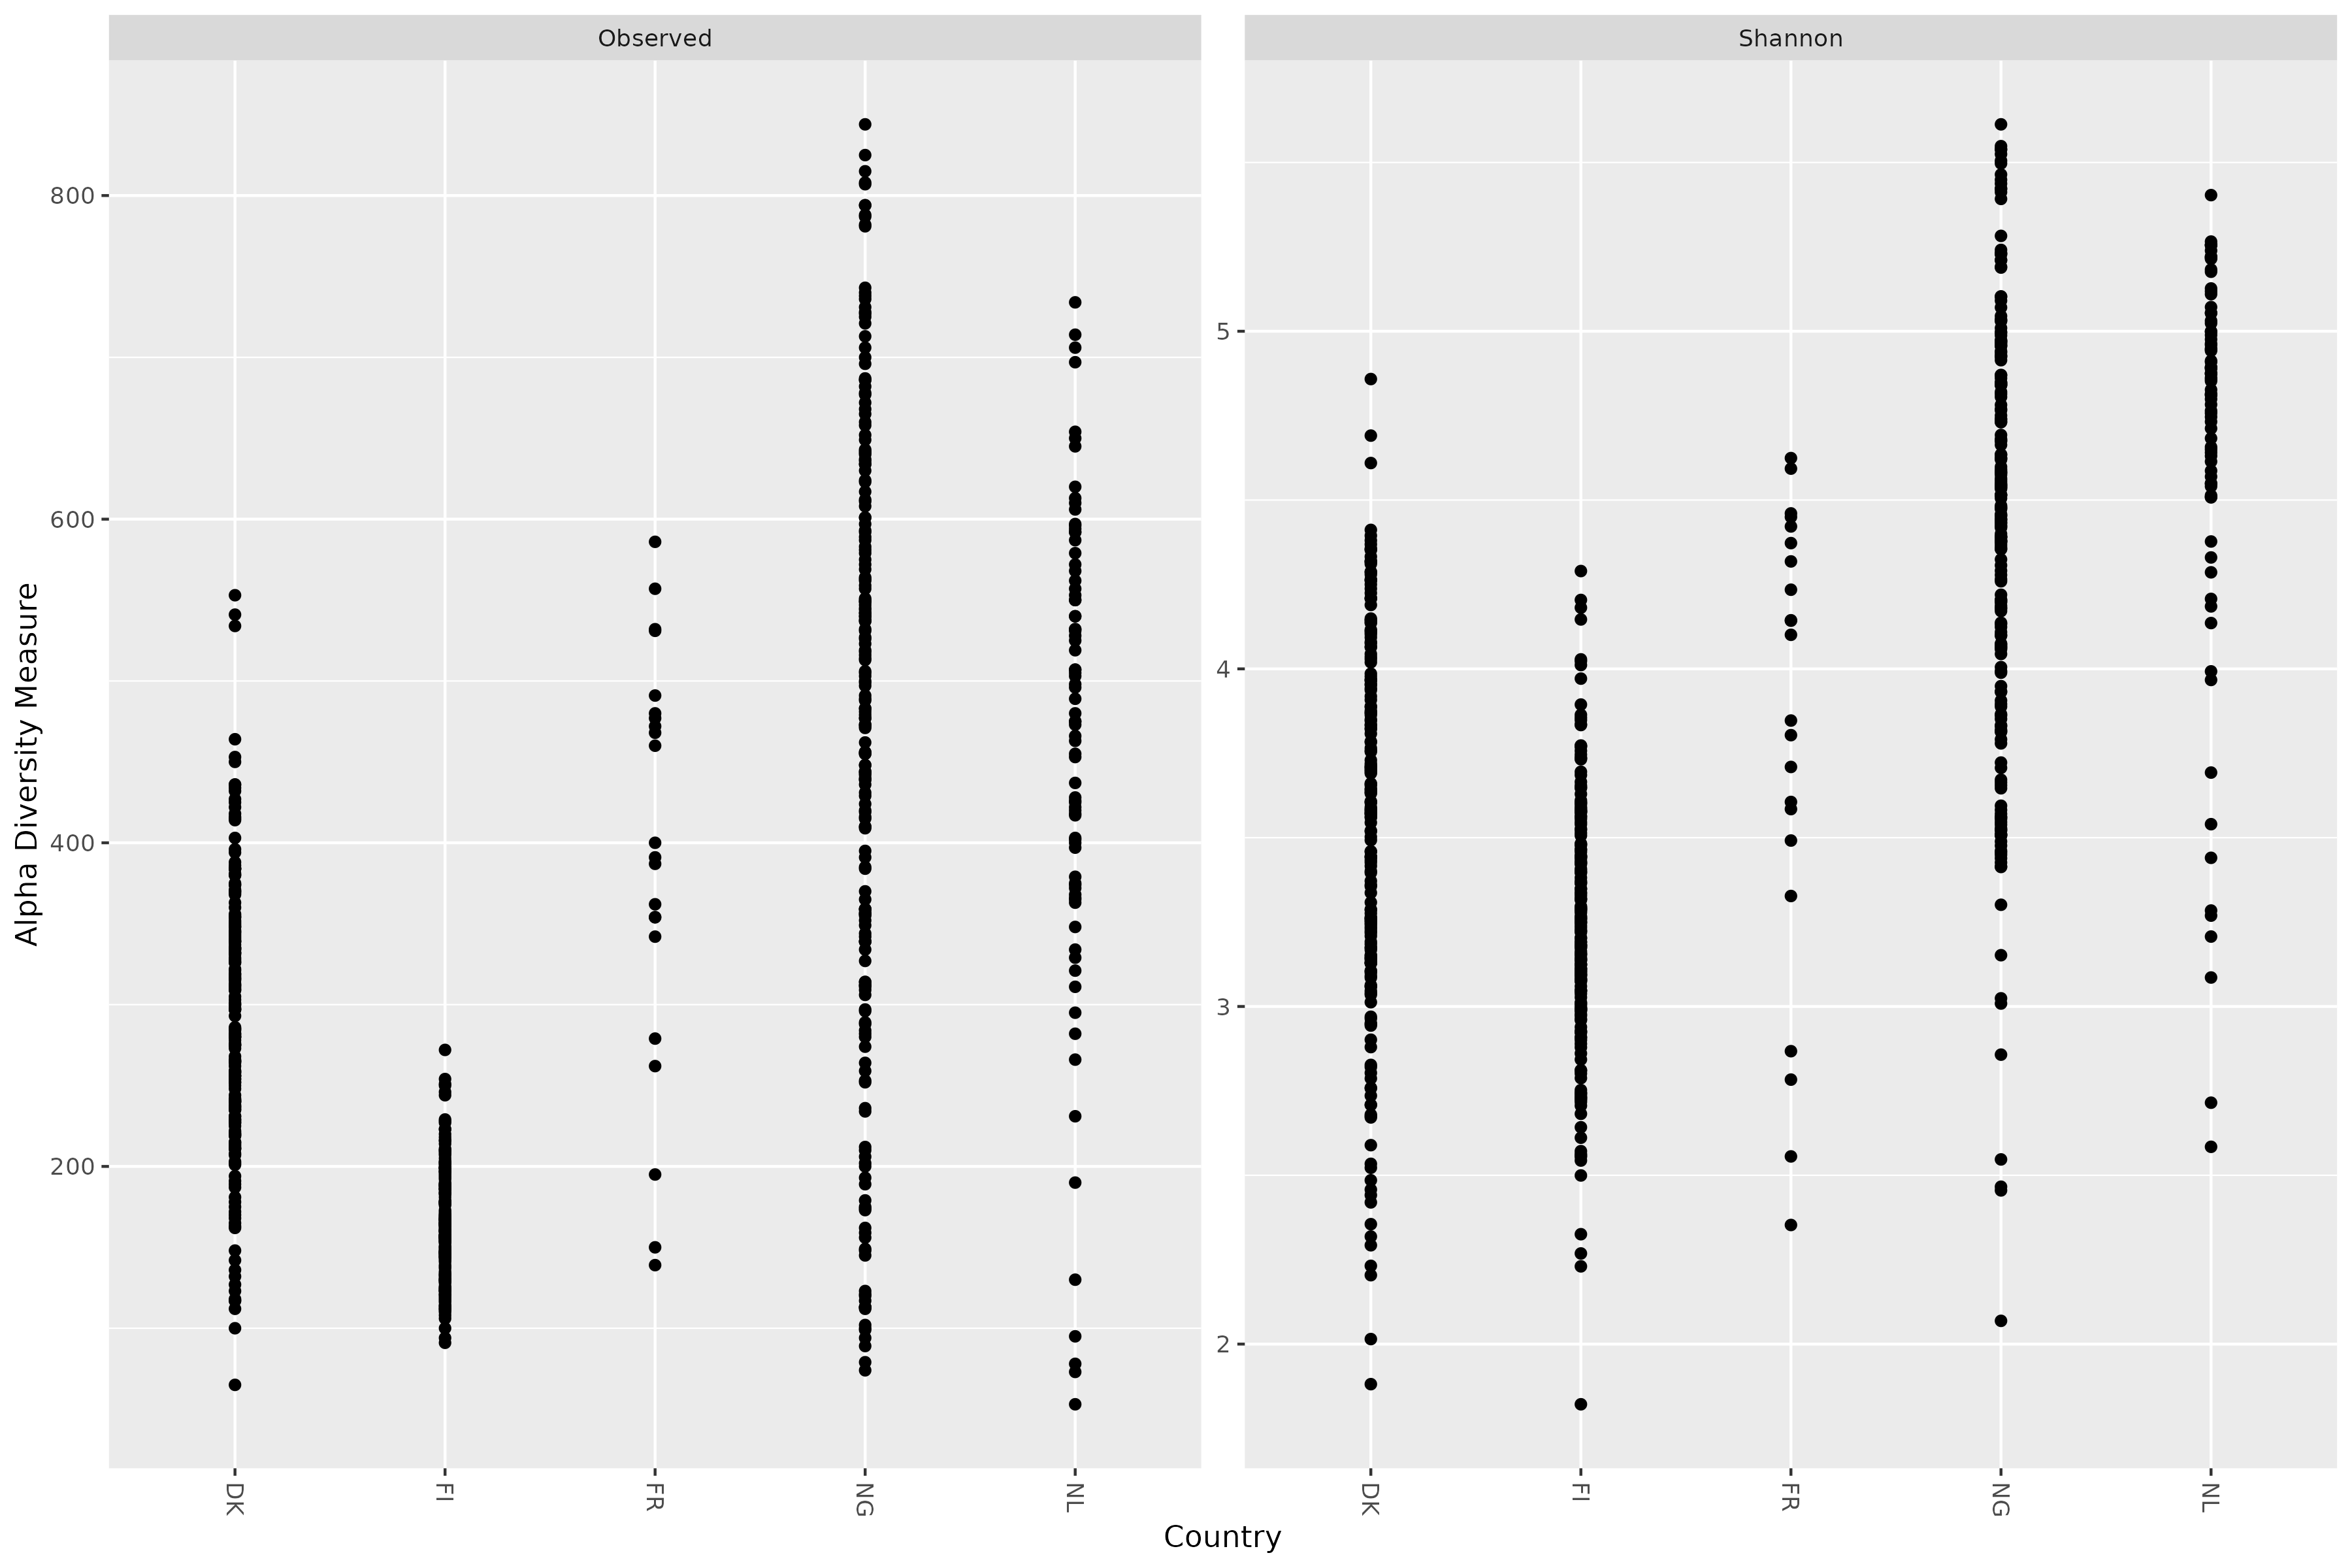 Observed
Shannon
Alpha Diversity Measure
800
600
400
200
5
4
3
2
DK
FI
FR
NG
NL
DK
FI
FR
NG
NL
Country